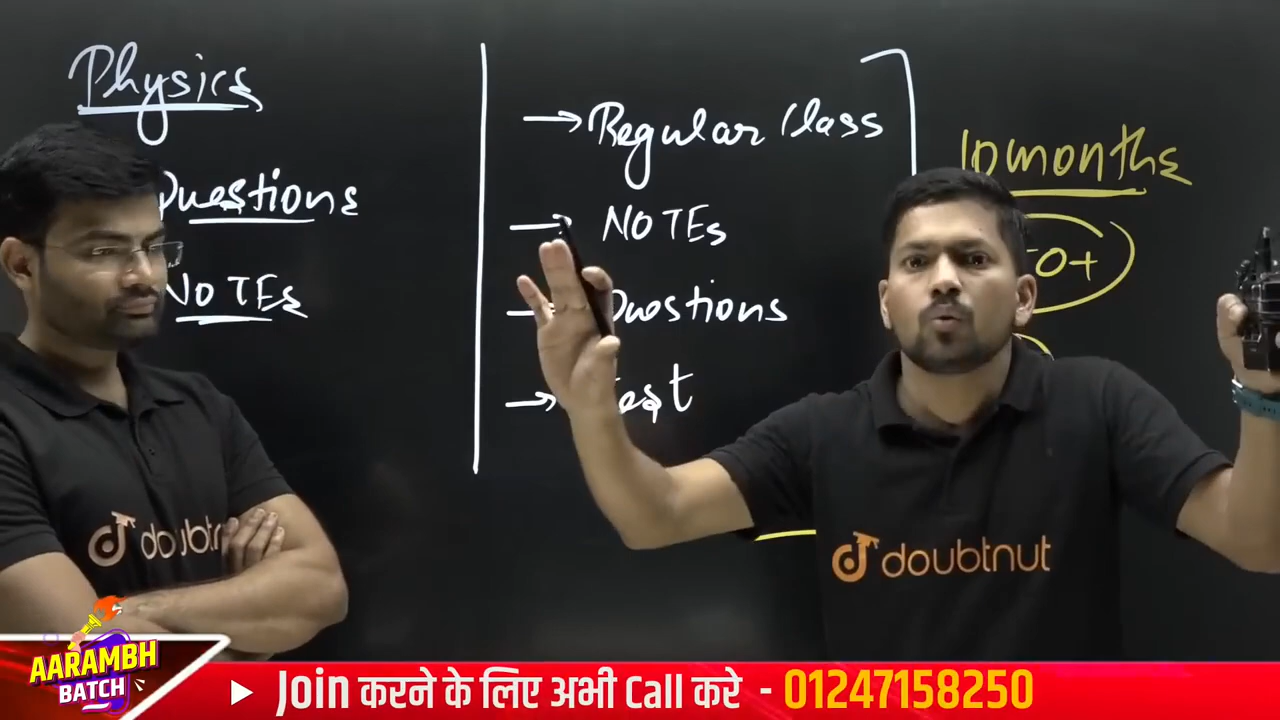 Physics
Questions
NOTEs
→ Regular Class
→ NOTEs
→ Questions
→ Test
10 months
0+
doubtnut
doubtnut
AARAMBH
BATCH
Join करने के लिए अभी Call करे - 01247158250